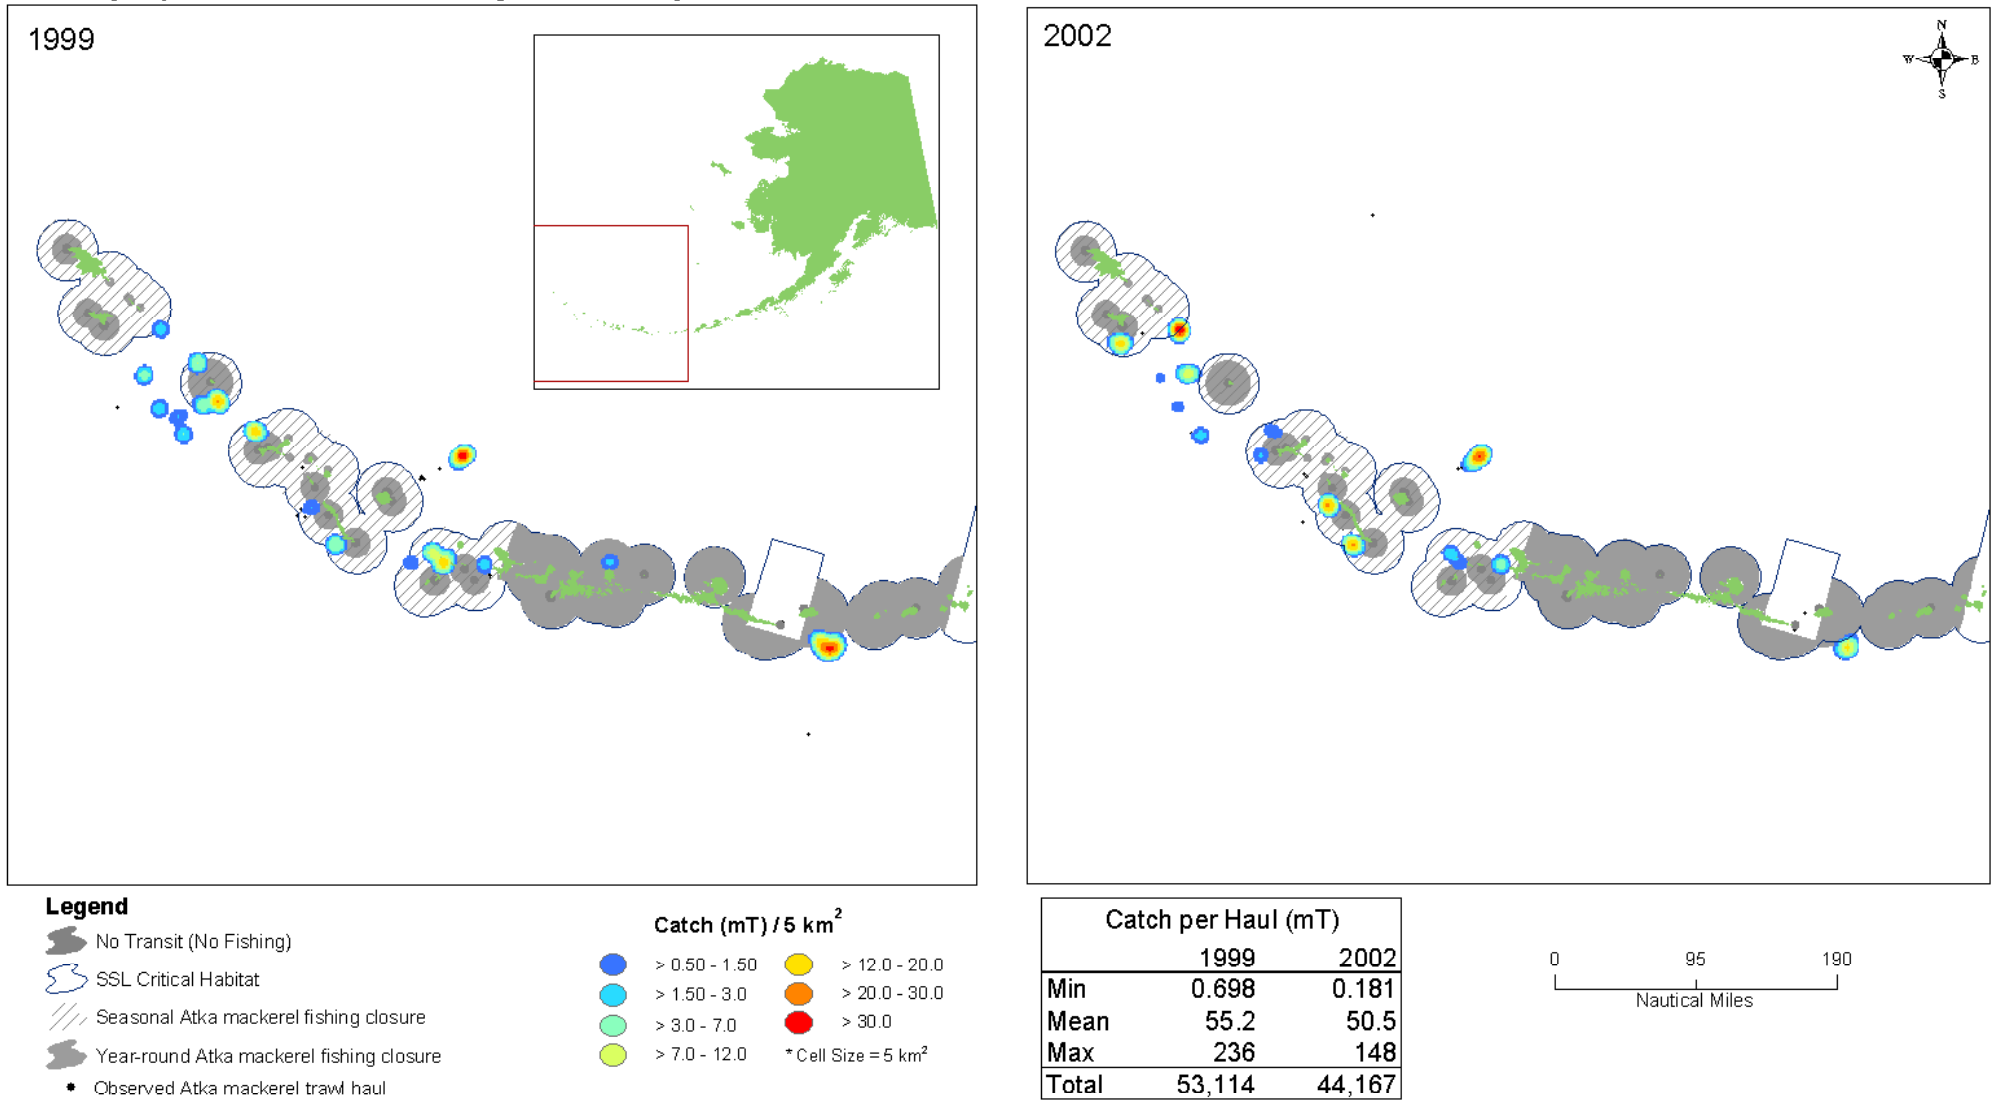 1999
2002
N
W
E
S
Legend
No Transit (No Fishing)
SSL Critical Habitat
Seasonal Atka mackerel fishing closure
Year-round Atka mackerel fishing closure
Observed Atka mackerel trawl haul
Catch (mT) / 5 km²
> 0.50 - 1.50
> 1.50 - 3.0
> 3.0 - 7.0
> 7.0 - 12.0
> 12.0 - 20.0
> 20.0 - 30.0
> 30.0
* Cell Size = 5 km²
Catch per Haul (mT)
1999 2002
Min 0.698 0.181
Mean 55.2 50.5
Max 236 148
Total 53,114 44,167
0 95 190
Nautical Miles